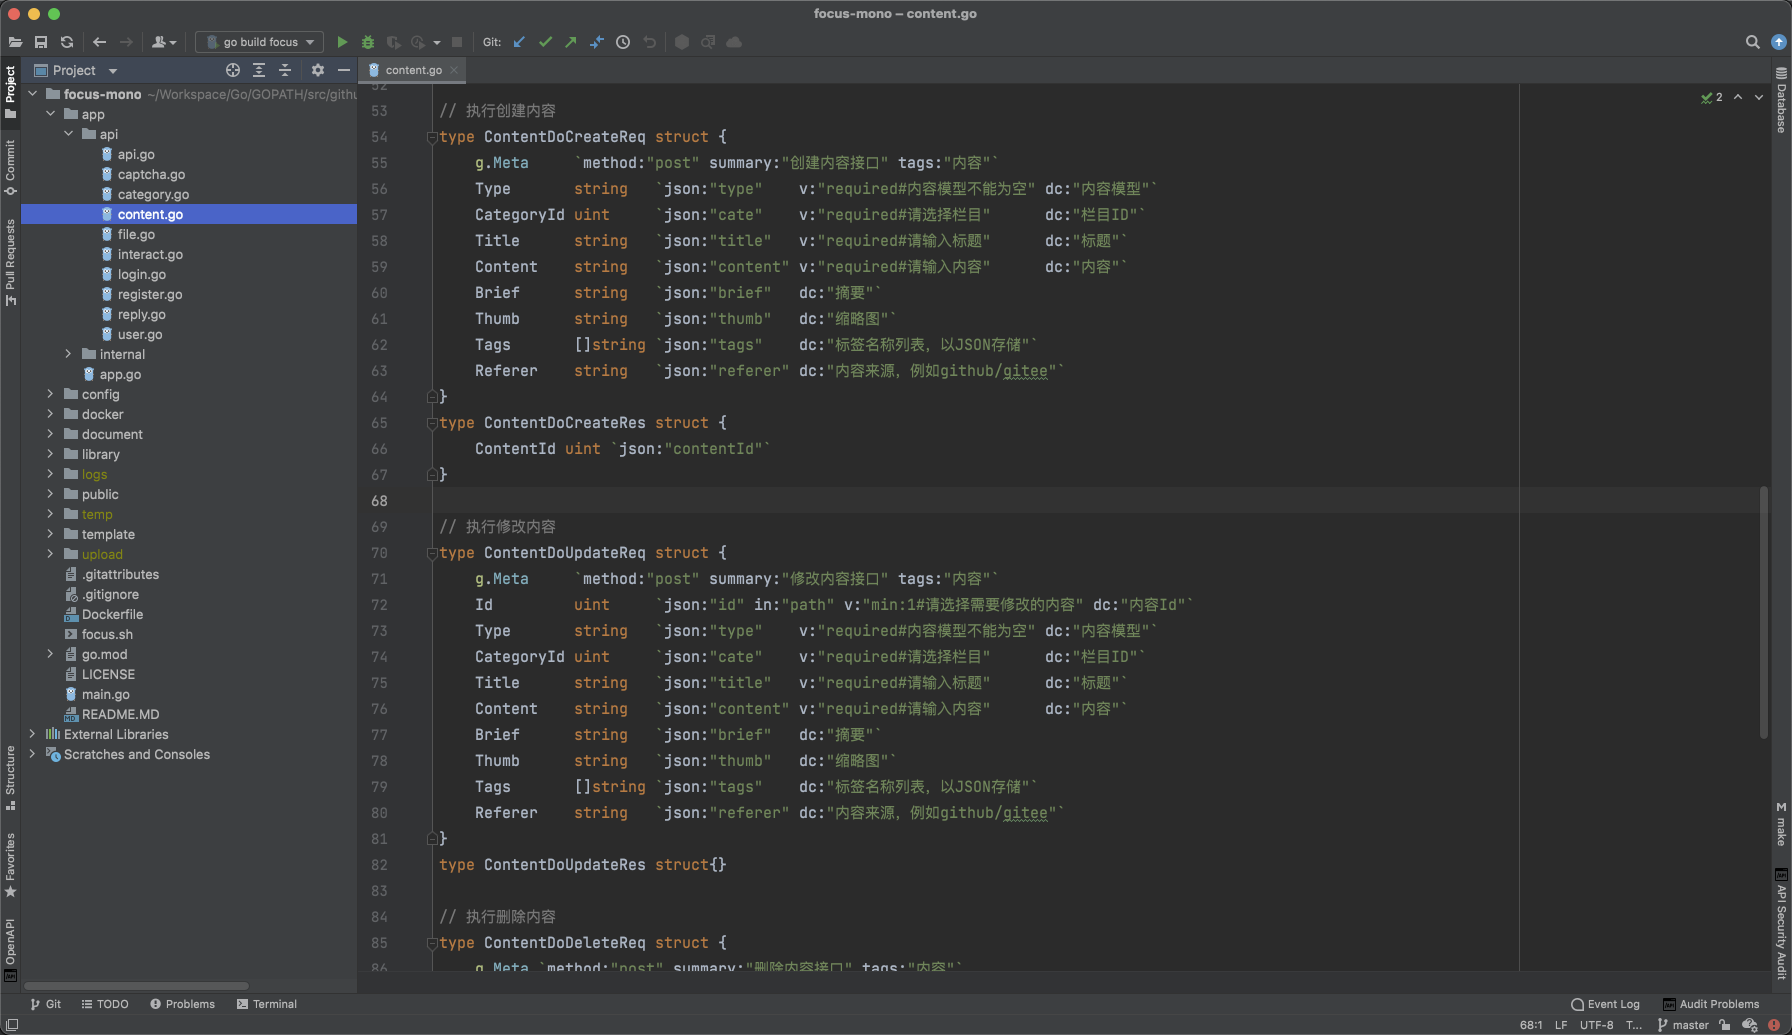 focus-mono – content.go
go build focus
Git:
Project
content.go
focus-mono ~/Workspace/Go/GOPATH/src/githu
app
api
api.go
captcha.go
category.go
content.go
file.go
interact.go
login.go
register.go
reply.go
user.go
internal
app.go
config
docker
document
library
logs
public
temp
template
upload
.gitattributes
.gitignore
Dockerfile
focus.sh
go.mod
LICENSE
main.go
README.MD
External Libraries
Scratches and Consoles
Project
Commit
Pull Requests
Structure
Favorites
OpenAPI
2
52
53 // 执行创建内容
54 type ContentDoCreateReq struct {
55 g.Meta `method:"post" summary:"创建内容接口" tags:"内容"`
56 Type string `json:"type" v:"required#内容模型不能为空" dc:"内容模型"`
57 CategoryId uint `json:"cate" v:"required#请选择栏目" dc:"栏目ID"`
58 Title string `json:"title" v:"required#请输入标题" dc:"标题"`
59 Content string `json:"content" v:"required#请输入内容" dc:"内容"`
60 Brief string `json:"brief" dc:"摘要"`
61 Thumb string `json:"thumb" dc:"缩略图"`
62 Tags []string `json:"tags" dc:"标签名称列表，以JSON存储"`
63 Referer string `json:"referer" dc:"内容来源，例如github/gitee"`
64 }
65 type ContentDoCreateRes struct {
66 ContentId uint `json:"contentId"`
67 }
68
69 // 执行修改内容
70 type ContentDoUpdateReq struct {
71 g.Meta `method:"post" summary:"修改内容接口" tags:"内容"`
72 Id uint `json:"id" in:"path" v:"min:1#请选择需要修改的内容" dc:"内容Id"`
73 Type string `json:"type" v:"required#内容模型不能为空" dc:"内容模型"`
74 CategoryId uint `json:"cate" v:"required#请选择栏目" dc:"栏目ID"`
75 Title string `json:"title" v:"required#请输入标题" dc:"标题"`
76 Content string `json:"content" v:"required#请输入内容" dc:"内容"`
77 Brief string `json:"brief" dc:"摘要"`
78 Thumb string `json:"thumb" dc:"缩略图"`
79 Tags []string `json:"tags" dc:"标签名称列表，以JSON存储"`
80 Referer string `json:"referer" dc:"内容来源，例如github/gitee"`
81 }
82 type ContentDoUpdateRes struct{}
83
84 // 执行删除内容
85 type ContentDoDeleteReq struct {
86 g.Meta `method:"post" summary:"删除内容接口" tags:"内容"`
Database
make
API Security Audit
Git
TODO
Problems
Terminal
Event Log
Audit Problems
68:1 LF UTF-8 T... master